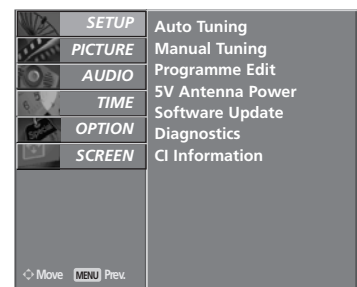 SETUP
PICTURE
AUDIO
TIME
OPTION
SCREEN
Auto Tuning
Manual Tuning
Programme Edit
5V Antenna Power
Software Update
Diagnostics
CI Information
Move MENU Prev.